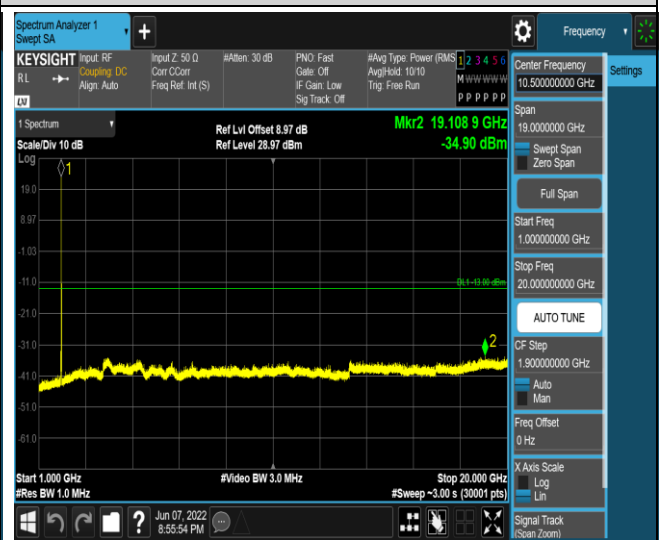 Spectrum Analyzer 1
Swept SA
+
Frequency
KEYSIGHT
RL
LXI
Input: RF
Coupling: DC
Align: Auto
Input Z: 50 Ω
Corr CCorr
Freq Ref: Int (S)
#Atten: 30 dB
PNO: Fast
Gate: Off
IF Gain: Low
Sig Track: Off
#Avg Type: Power (RMS
Avg|Hold: 10/10
Trig: Free Run
1 2 3 4 5 6
M W W W W W
P P P P P P
Center Frequency
10.500000000 GHz
Settings
Span
19.0000000 GHz
Swept Span
Zero Span
Full Span
Start Freq
1.000000000 GHz
Stop Freq
20.000000000 GHz
AUTO TUNE
CF Step
1.900000000 GHz
Auto
Man
Freq Offset
0 Hz
X Axis Scale
Log
Lin
Signal Track
(Span Zoom)
1 Spectrum
Scale/Div 10 dB
Log
Ref Lvl Offset 8.97 dB
Ref Level 28.97 dBm
Mkr2 19.108 9 GHz
-34.90 dBm
1
19.0
8.97
-1.03
-11.0
DL1 -13.00 dBm
-21.0
-31.0
2
-41.0
-51.0
-61.0
Start 1.000 GHz
#Video BW 3.0 MHz
Stop 20.000 GHz
#Res BW 1.0 MHz
#Sweep ~3.00 s (30001 pts)
?
Jun 07, 2022
8:55:54 PM